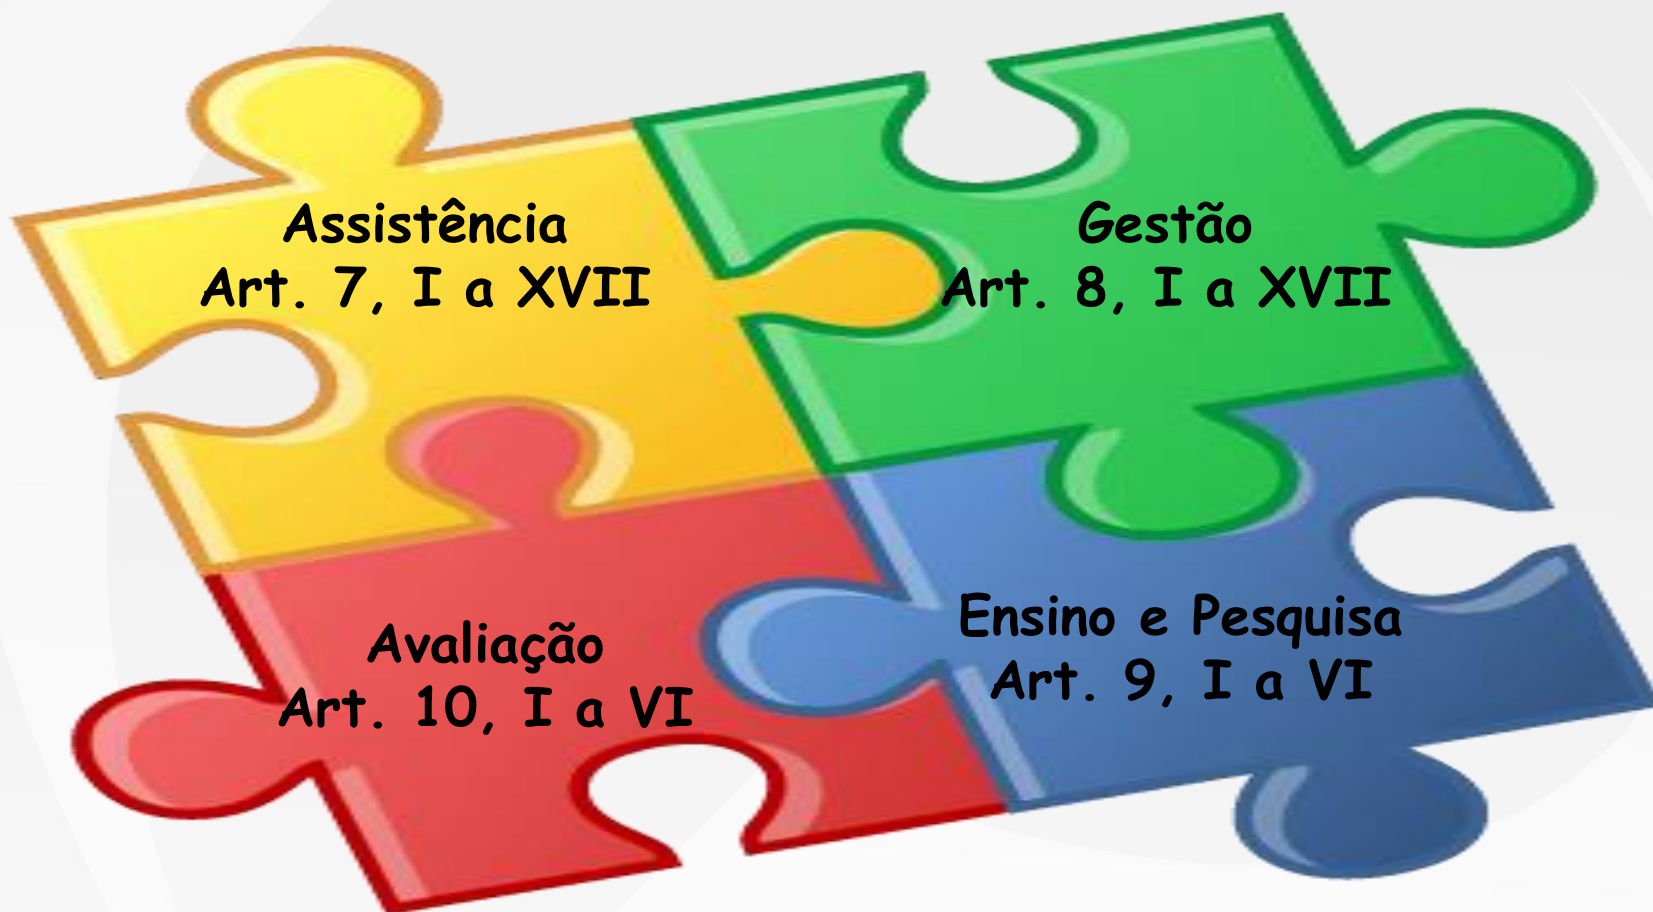 Assistência
Art. 7, I a XVII
Gestão
Art. 8, I a XVII
Avaliação
Art. 10, I a VI
Ensino e Pesquisa
Art. 9, I a VI